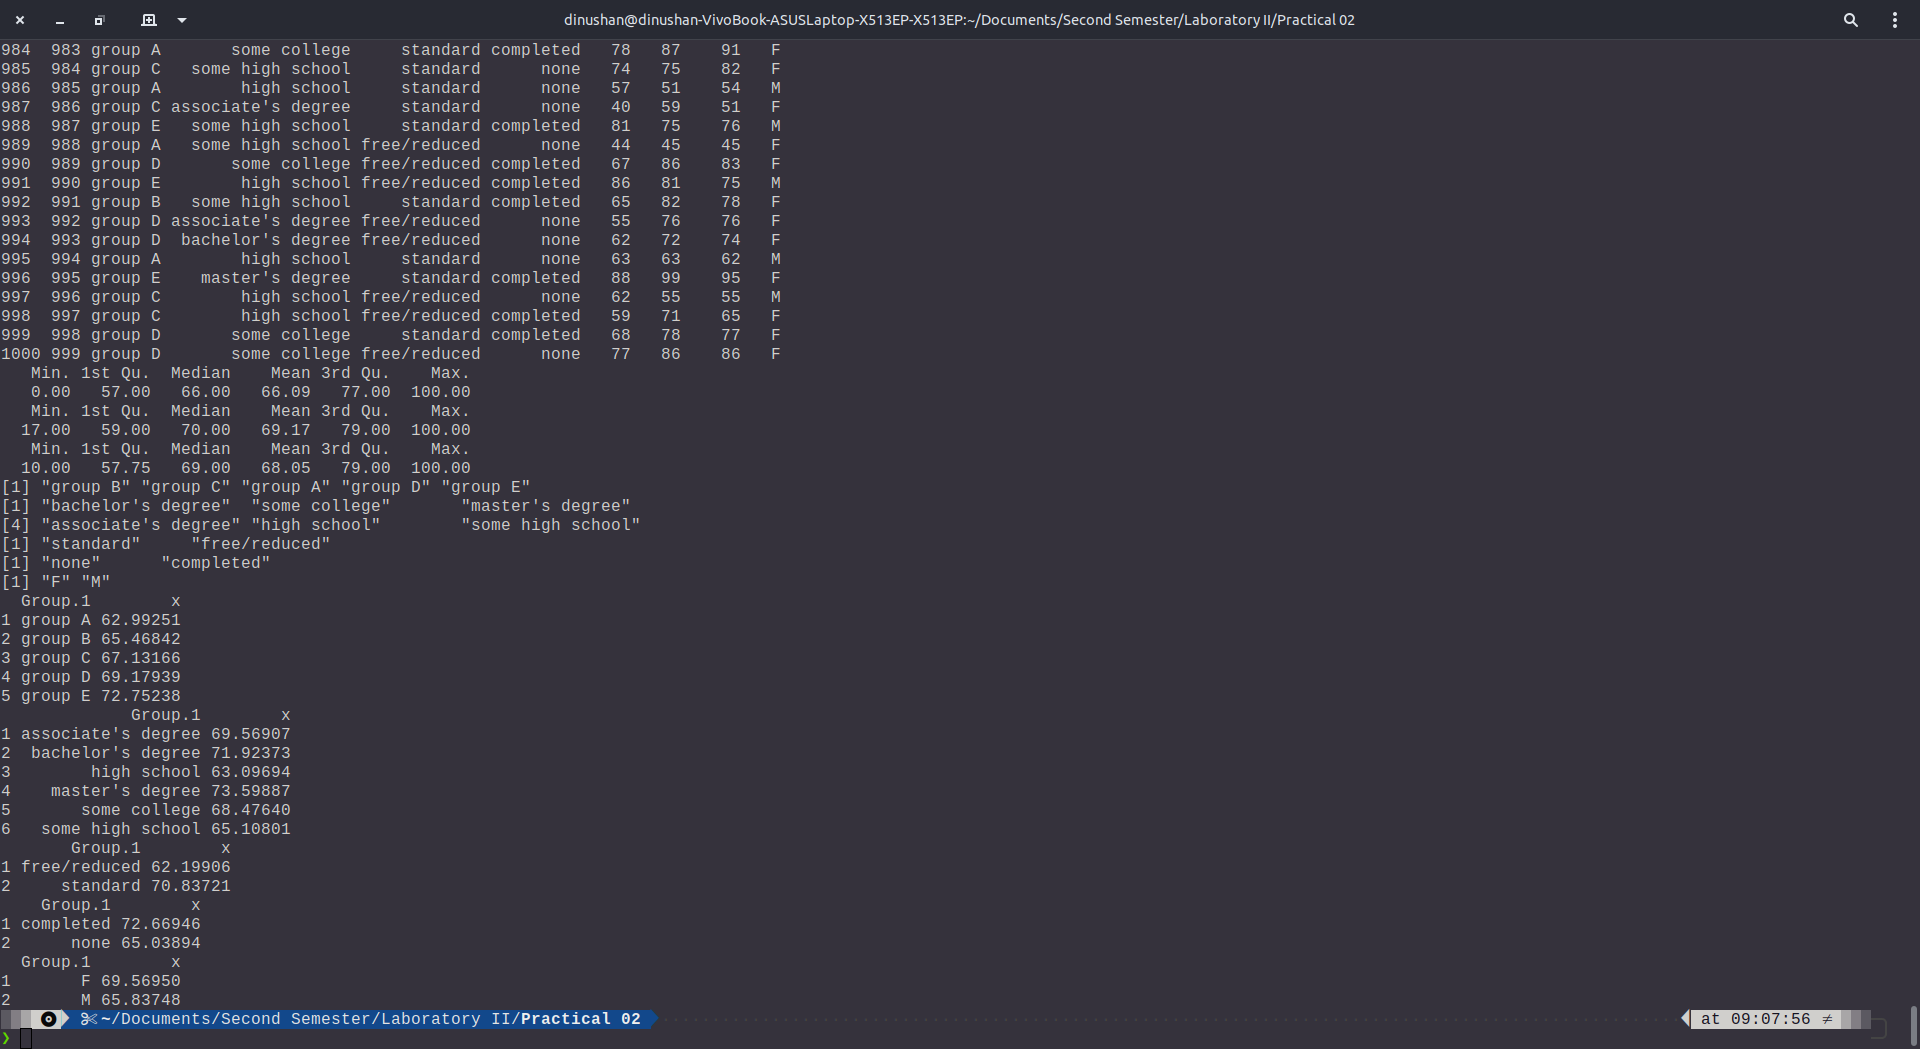 dinushan@dinushan-VivoBook-ASUSLaptop-X513EP-X513EP:~/Documents/Second Semester/Laboratory II/Practical 02
984  983 group A       some college     standard completed   78   87    91   F
985  984 group C   some high school     standard      none   74   75    82   F
986  985 group A        high school     standard      none   57   51    54   M
987  986 group C associate's degree     standard      none   40   59    51   F
988  987 group E   some high school     standard completed   81   75    76   M
989  988 group A   some high school free/reduced      none   44   45    45   F
990  989 group D       some college free/reduced completed   67   86    83   F
991  990 group E        high school free/reduced completed   86   81    75   M
992  991 group B   some high school     standard completed   65   82    78   F
993  992 group D associate's degree free/reduced      none   55   76    76   F
994  993 group D  bachelor's degree free/reduced      none   62   72    74   F
995  994 group A        high school     standard      none   63   63    62   M
996  995 group E    master's degree     standard completed   88   99    95   F
997  996 group C        high school free/reduced      none   62   55    55   M
998  997 group C        high school free/reduced completed   59   71    65   F
999  998 group D       some college     standard completed   68   78    77   F
1000 999 group D       some college free/reduced      none   77   86    86   F
   Min. 1st Qu.  Median    Mean 3rd Qu.    Max.
   0.00   57.00   66.00   66.09   77.00  100.00
   Min. 1st Qu.  Median    Mean 3rd Qu.    Max.
  17.00   59.00   70.00   69.17   79.00  100.00
   Min. 1st Qu.  Median    Mean 3rd Qu.    Max.
  10.00   57.75   69.00   68.05   79.00  100.00
[1] "group B" "group C" "group A" "group D" "group E"
[1] "bachelor's degree"  "some college"       "master's degree"
[4] "associate's degree" "high school"        "some high school"
[1] "standard"     "free/reduced"
[1] "none"      "completed"
[1] "F" "M"
  Group.1        x
1 group A 62.99251
2 group B 65.46842
3 group C 67.13166
4 group D 69.17939
5 group E 72.75238
             Group.1        x
1 associate's degree 69.56907
2  bachelor's degree 71.92373
3        high school 63.09694
4    master's degree 73.59887
5       some college 68.47640
6   some high school 65.10801
       Group.1        x
1 free/reduced 62.19906
2     standard 70.83721
    Group.1        x
1 completed 72.66946
2      none 65.03894
  Group.1        x
1       F 69.56950
2       M 65.83748
~/Documents/Second Semester/Laboratory II/Practical 02 at 09:07:56 ≠
❯